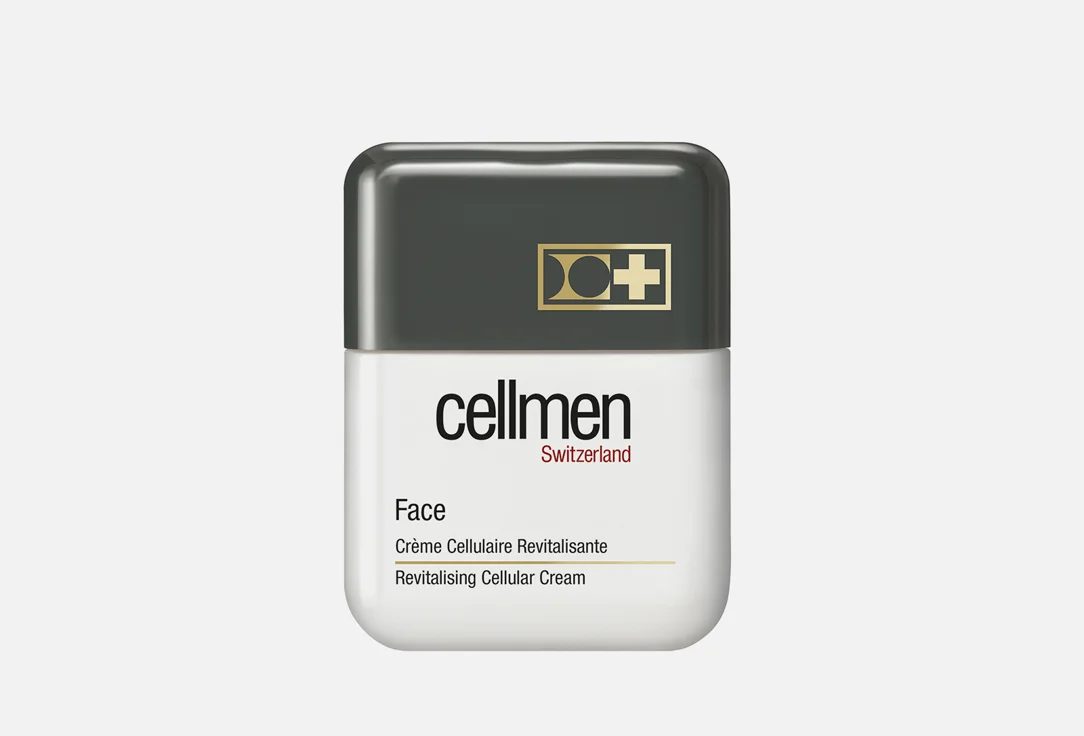 cellmen
Switzerland
Face
Crème Cellulaire Revitalisante
Revitalising Cellular Cream